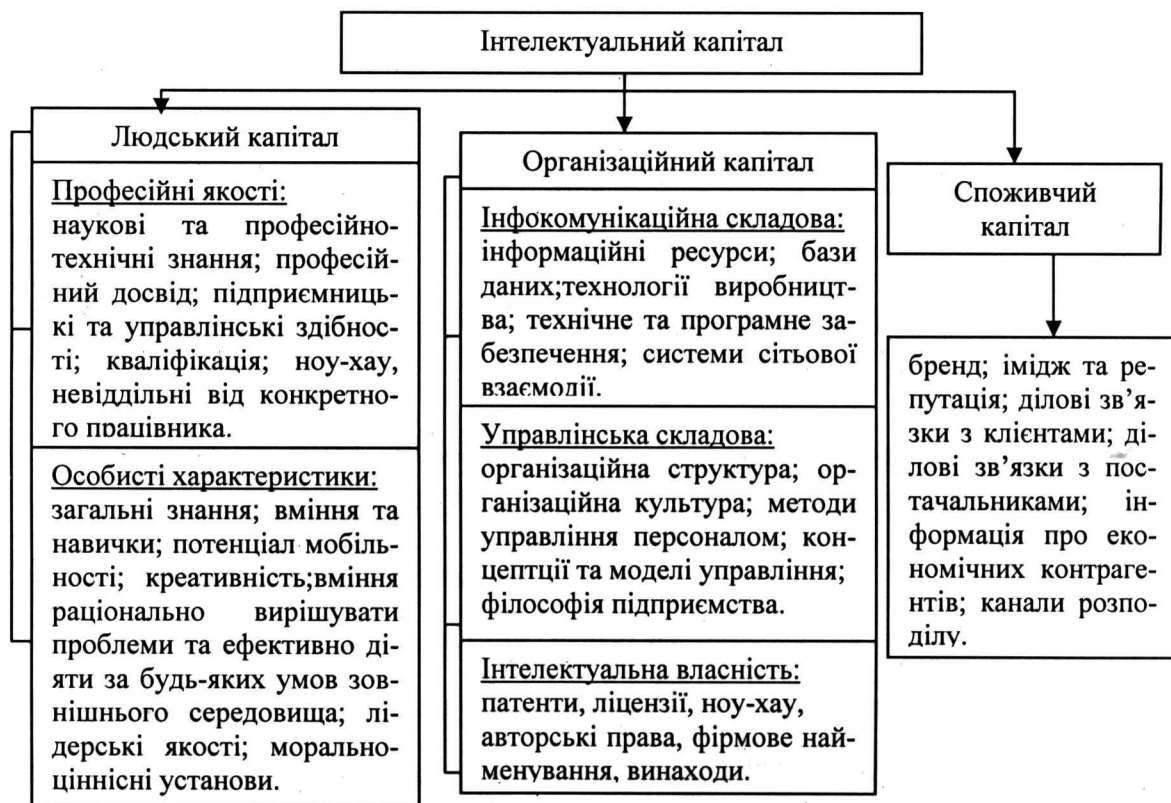 Інтелектуальний капітал
Людський капітал
Професійні якості:
наукові та професійно-
технічні знання; професій-
ний досвід; підприємниць-
кі та управлінські здібнос-
ті; кваліфікація; ноу-хау,
невіддільні від конкретно-
го працівника.
Особисті характеристики:
загальні знання; вміння та
навички; потенціал мобіль-
ності; креативність;вміння
раціонально вирішувати
проблеми та ефективно ді-
яти за будь-яких умов зов-
нішнього середовища; лі-
дерські якості; морально-
ціннісні установи.
Організаційний капітал
Інфокомунікаційна складова:
інформаційні ресурси; бази
даних;технології виробницт-
ва; технічне та програмне за-
безпечення; системи сітьової
взаємодії.
Управлінська складова:
організаційна структура; ор-
ганізаційна культура; методи
управління персоналом; кон-
цептції та моделі управління;
філософія підприємства.
Інтелектуальна власність:
патенти, ліцензії, ноу-хау,
авторські права, фірмове най-
менування, винаходи.
Споживчий
капітал
бренд; імідж та ре-
путація; ділові зв’я-
зки з клієнтами; ді-
лові зв’язки з пос-
тачальниками; ін-
формація про еко-
номічних контраге-
нтів; канали розпо-
ділу.